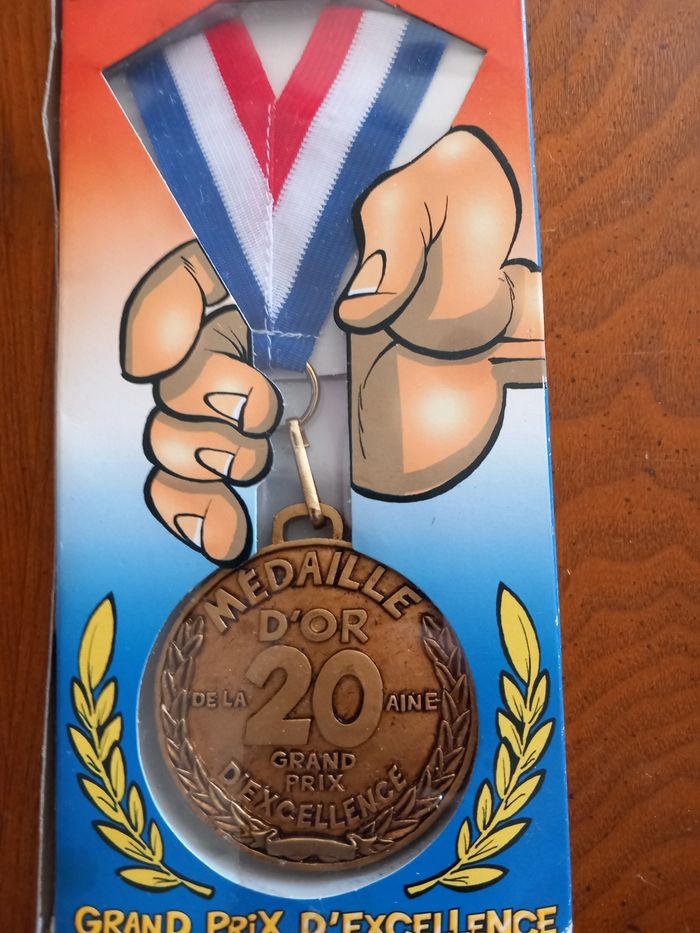 MÉDAILLE
D'OR
DE LA 20 AINE
GRAND
PRIX
D'EXCELLENCE
GRAND PRiX D'EXCELLENCE